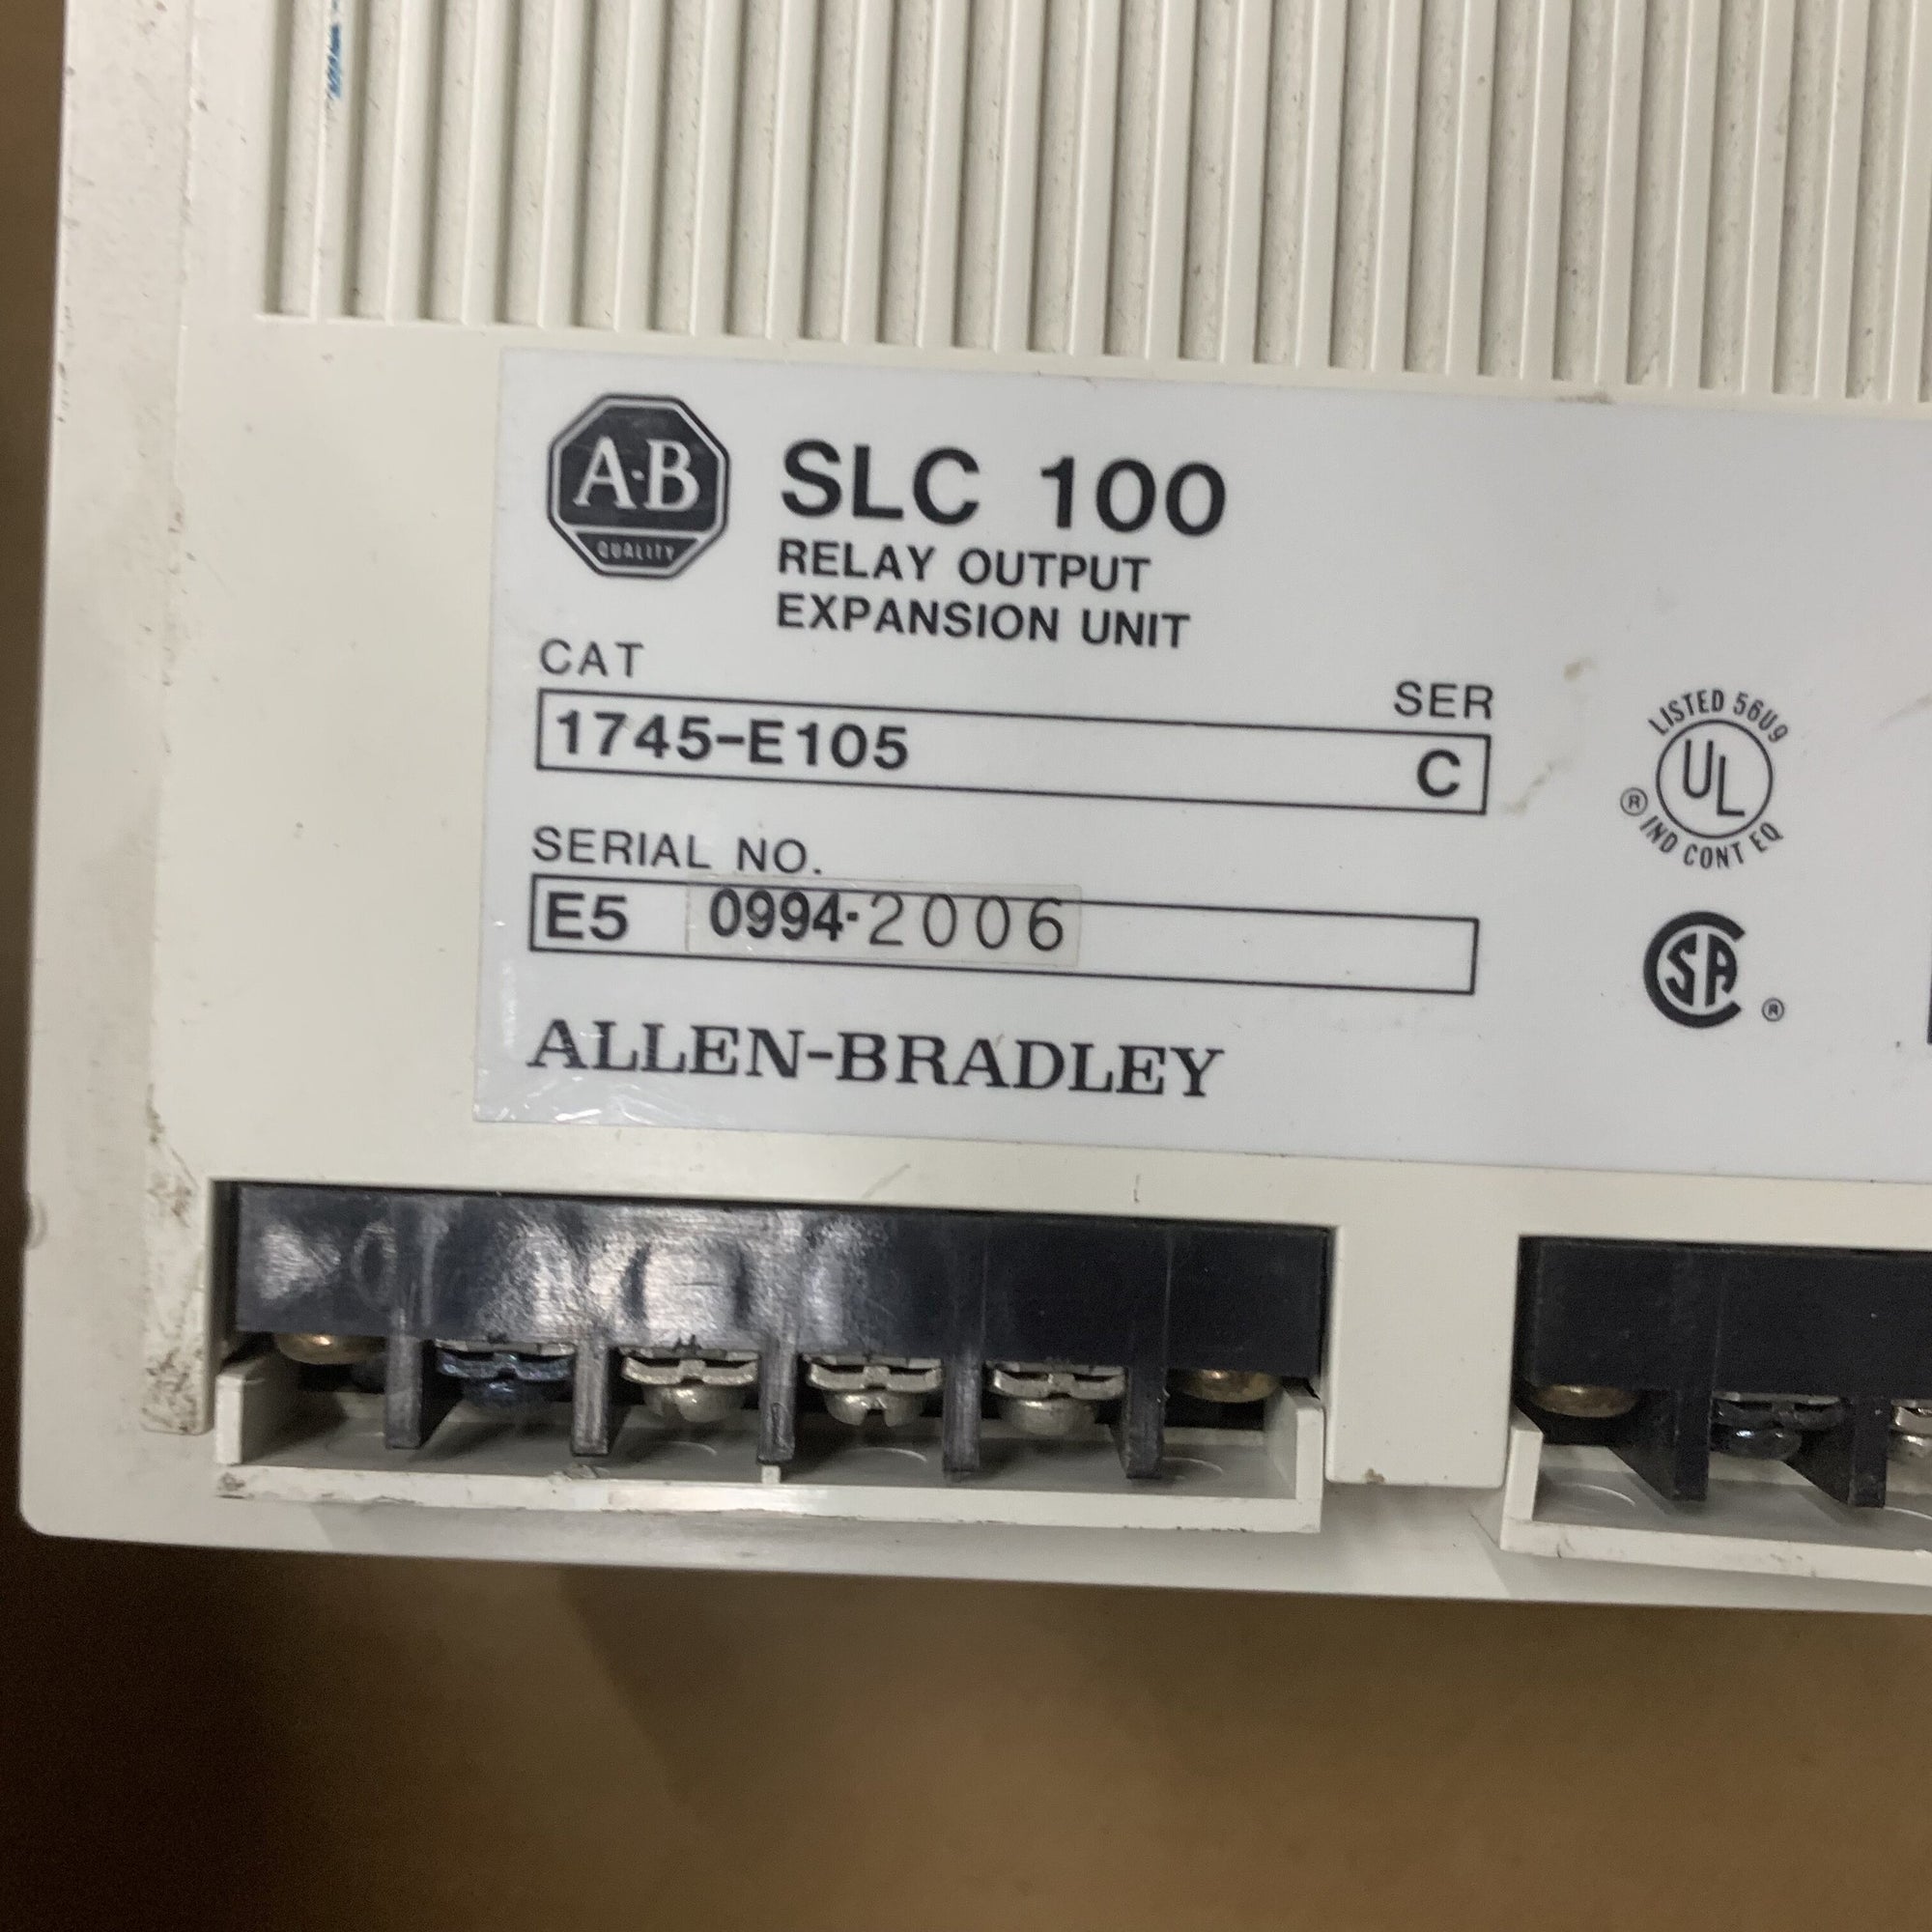 A-B
QUALITY
SLC 100
RELAY OUTPUT
EXPANSION UNIT
CAT
SER
1745-E105
C
SERIAL NO.
E5 0994-2006
ALLEN-BRADLEY
LISTED 56U9
UL
®
IND CONT EQ
CSA
®